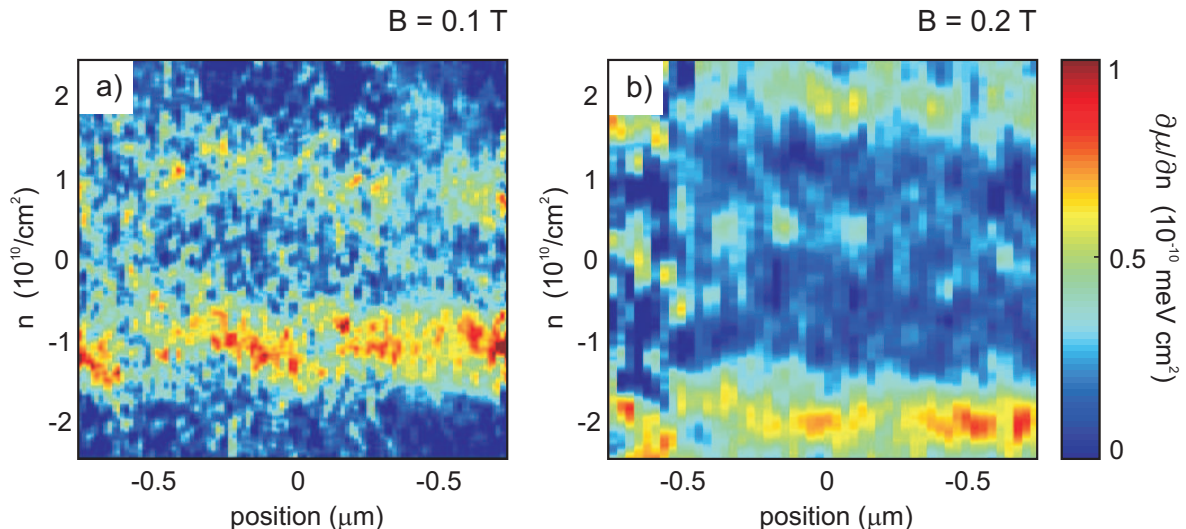 B = 0.1 T
B = 0.2 T
a)
b)
2
1
0
-1
-2
n (10¹⁰/cm²)
-0.5
0
-0.5
position (μm)
2
1
0
-1
-2
n (10¹⁰/cm²)
-0.5
0
-0.5
position (μm)
1
0.5
0
∂μ/∂n (10⁻¹⁰ meV cm²)